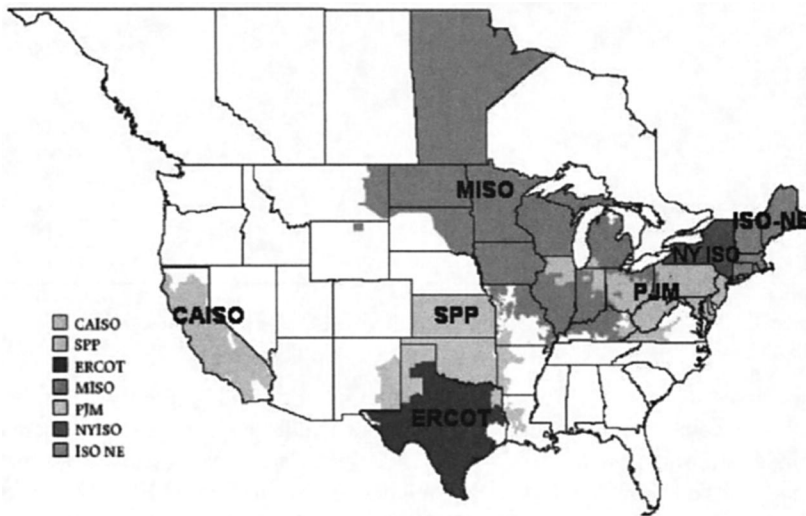 MISO
ISO-NE
NY ISO
PJM
CAISO
SPP
ERCOT
CAISO
SPP
ERCOT
MISO
PJM
NYISO
ISO NE